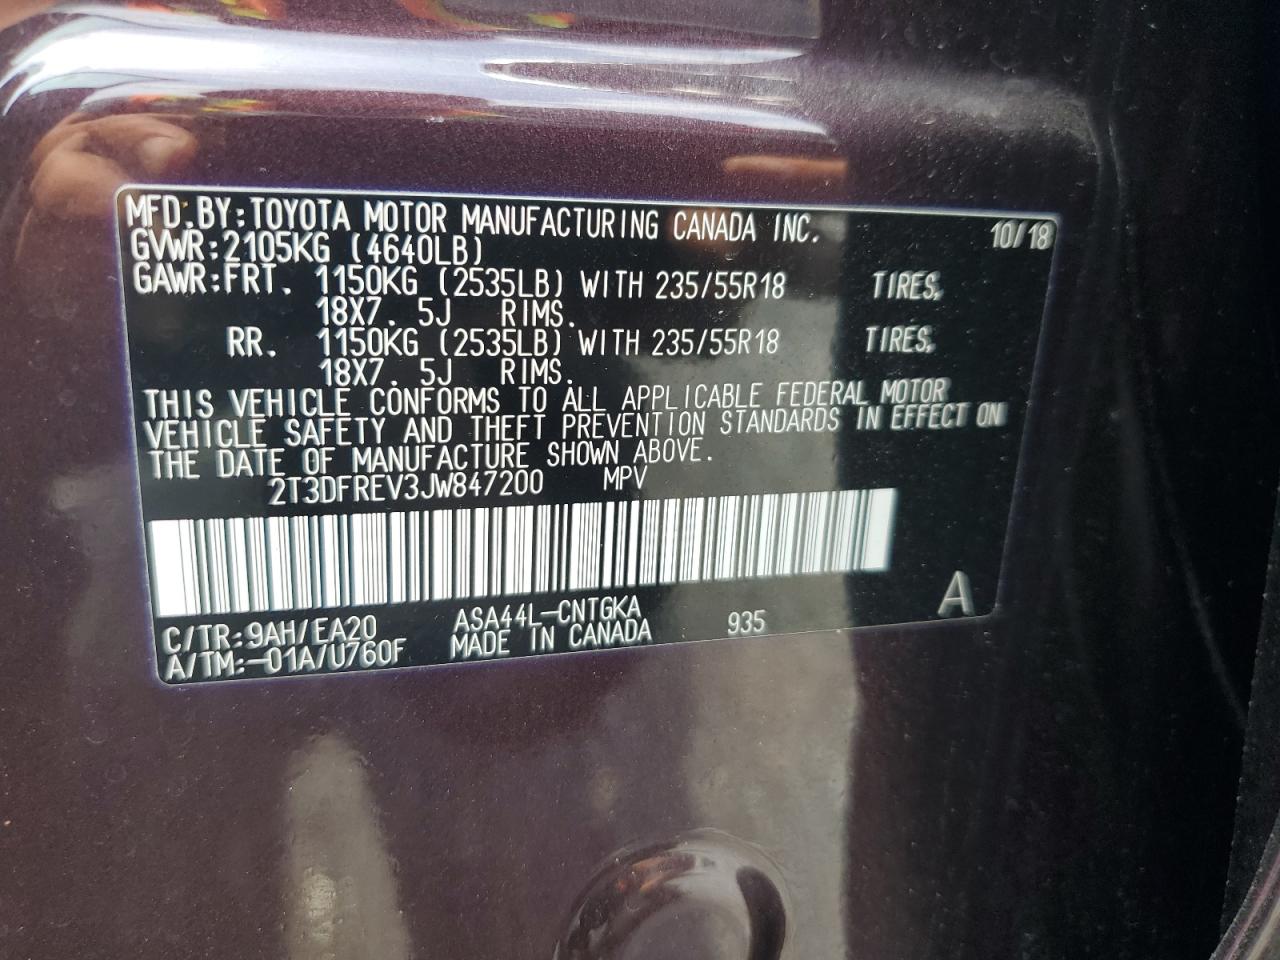 MFD.BY:TOYOTA MOTOR MANUFACTURING CANADA INC. 10/18
GVWR:2105KG (4640LB)
GAWR:FRT. 1150KG (2535LB) WITH 235/55R18 TIRES,
18X7.5J RIMS.
RR. 1150KG (2535LB) WITH 235/55R18 TIRES,
18X7.5J RIMS.
THIS VEHICLE CONFORMS TO ALL APPLICABLE FEDERAL MOTOR
VEHICLE SAFETY AND THEFT PREVENTION STANDARDS IN EFFECT ON
THE DATE OF MANUFACTURE SHOWN ABOVE.
2T3DFREV3JW847200 MPV
A
C/TR:9AH/EA20 ASA44L-CNTGKA 935
A/TM:-01A/U760F MADE IN CANADA